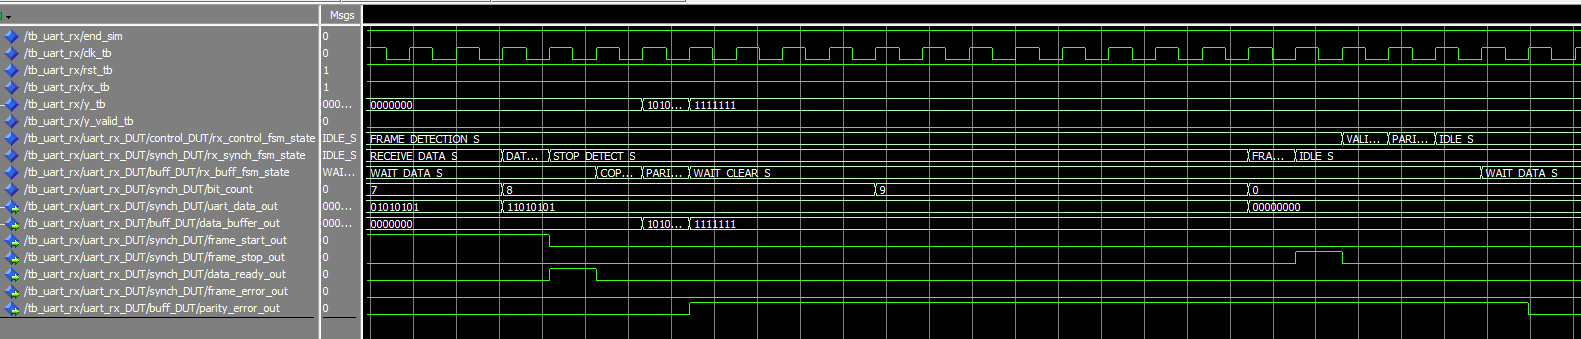 Msgs
/tb_uart_rx/end_sim 0
/tb_uart_rx/clk_tb 0
/tb_uart_rx/rst_tb 1
/tb_uart_rx/rx_tb 1
/tb_uart_rx/y_tb 000... 0000000 1010... 1111111
/tb_uart_rx/y_valid_tb 0
/tb_uart_rx/uart_rx_DUT/control_DUT/rx_control_fsm_state IDLE_S FRAME_DETECTION_S VALI... PARI... IDLE_S
/tb_uart_rx/uart_rx_DUT/synch_DUT/rx_synch_fsm_state IDLE_S RECEIVE_DATA_S DAT... STOP_DETECT_S FRA... IDLE_S
/tb_uart_rx/uart_rx_DUT/buff_DUT/rx_buff_fsm_state WAI... WAIT_DATA_S COP... PARI... WAIT_CLEAR_S WAIT_DATA_S
/tb_uart_rx/uart_rx_DUT/synch_DUT/bit_count 0 7 8 9 0
/tb_uart_rx/uart_rx_DUT/synch_DUT/uart_data_out 000... 01010101 11010101 00000000
/tb_uart_rx/uart_rx_DUT/buff_DUT/data_buffer_out 000... 0000000 1010... 1111111
/tb_uart_rx/uart_rx_DUT/synch_DUT/frame_start_out 0
/tb_uart_rx/uart_rx_DUT/synch_DUT/frame_stop_out 0
/tb_uart_rx/uart_rx_DUT/synch_DUT/data_ready_out 0
/tb_uart_rx/uart_rx_DUT/synch_DUT/frame_error_out 0
/tb_uart_rx/uart_rx_DUT/buff_DUT/parity_error_out 0